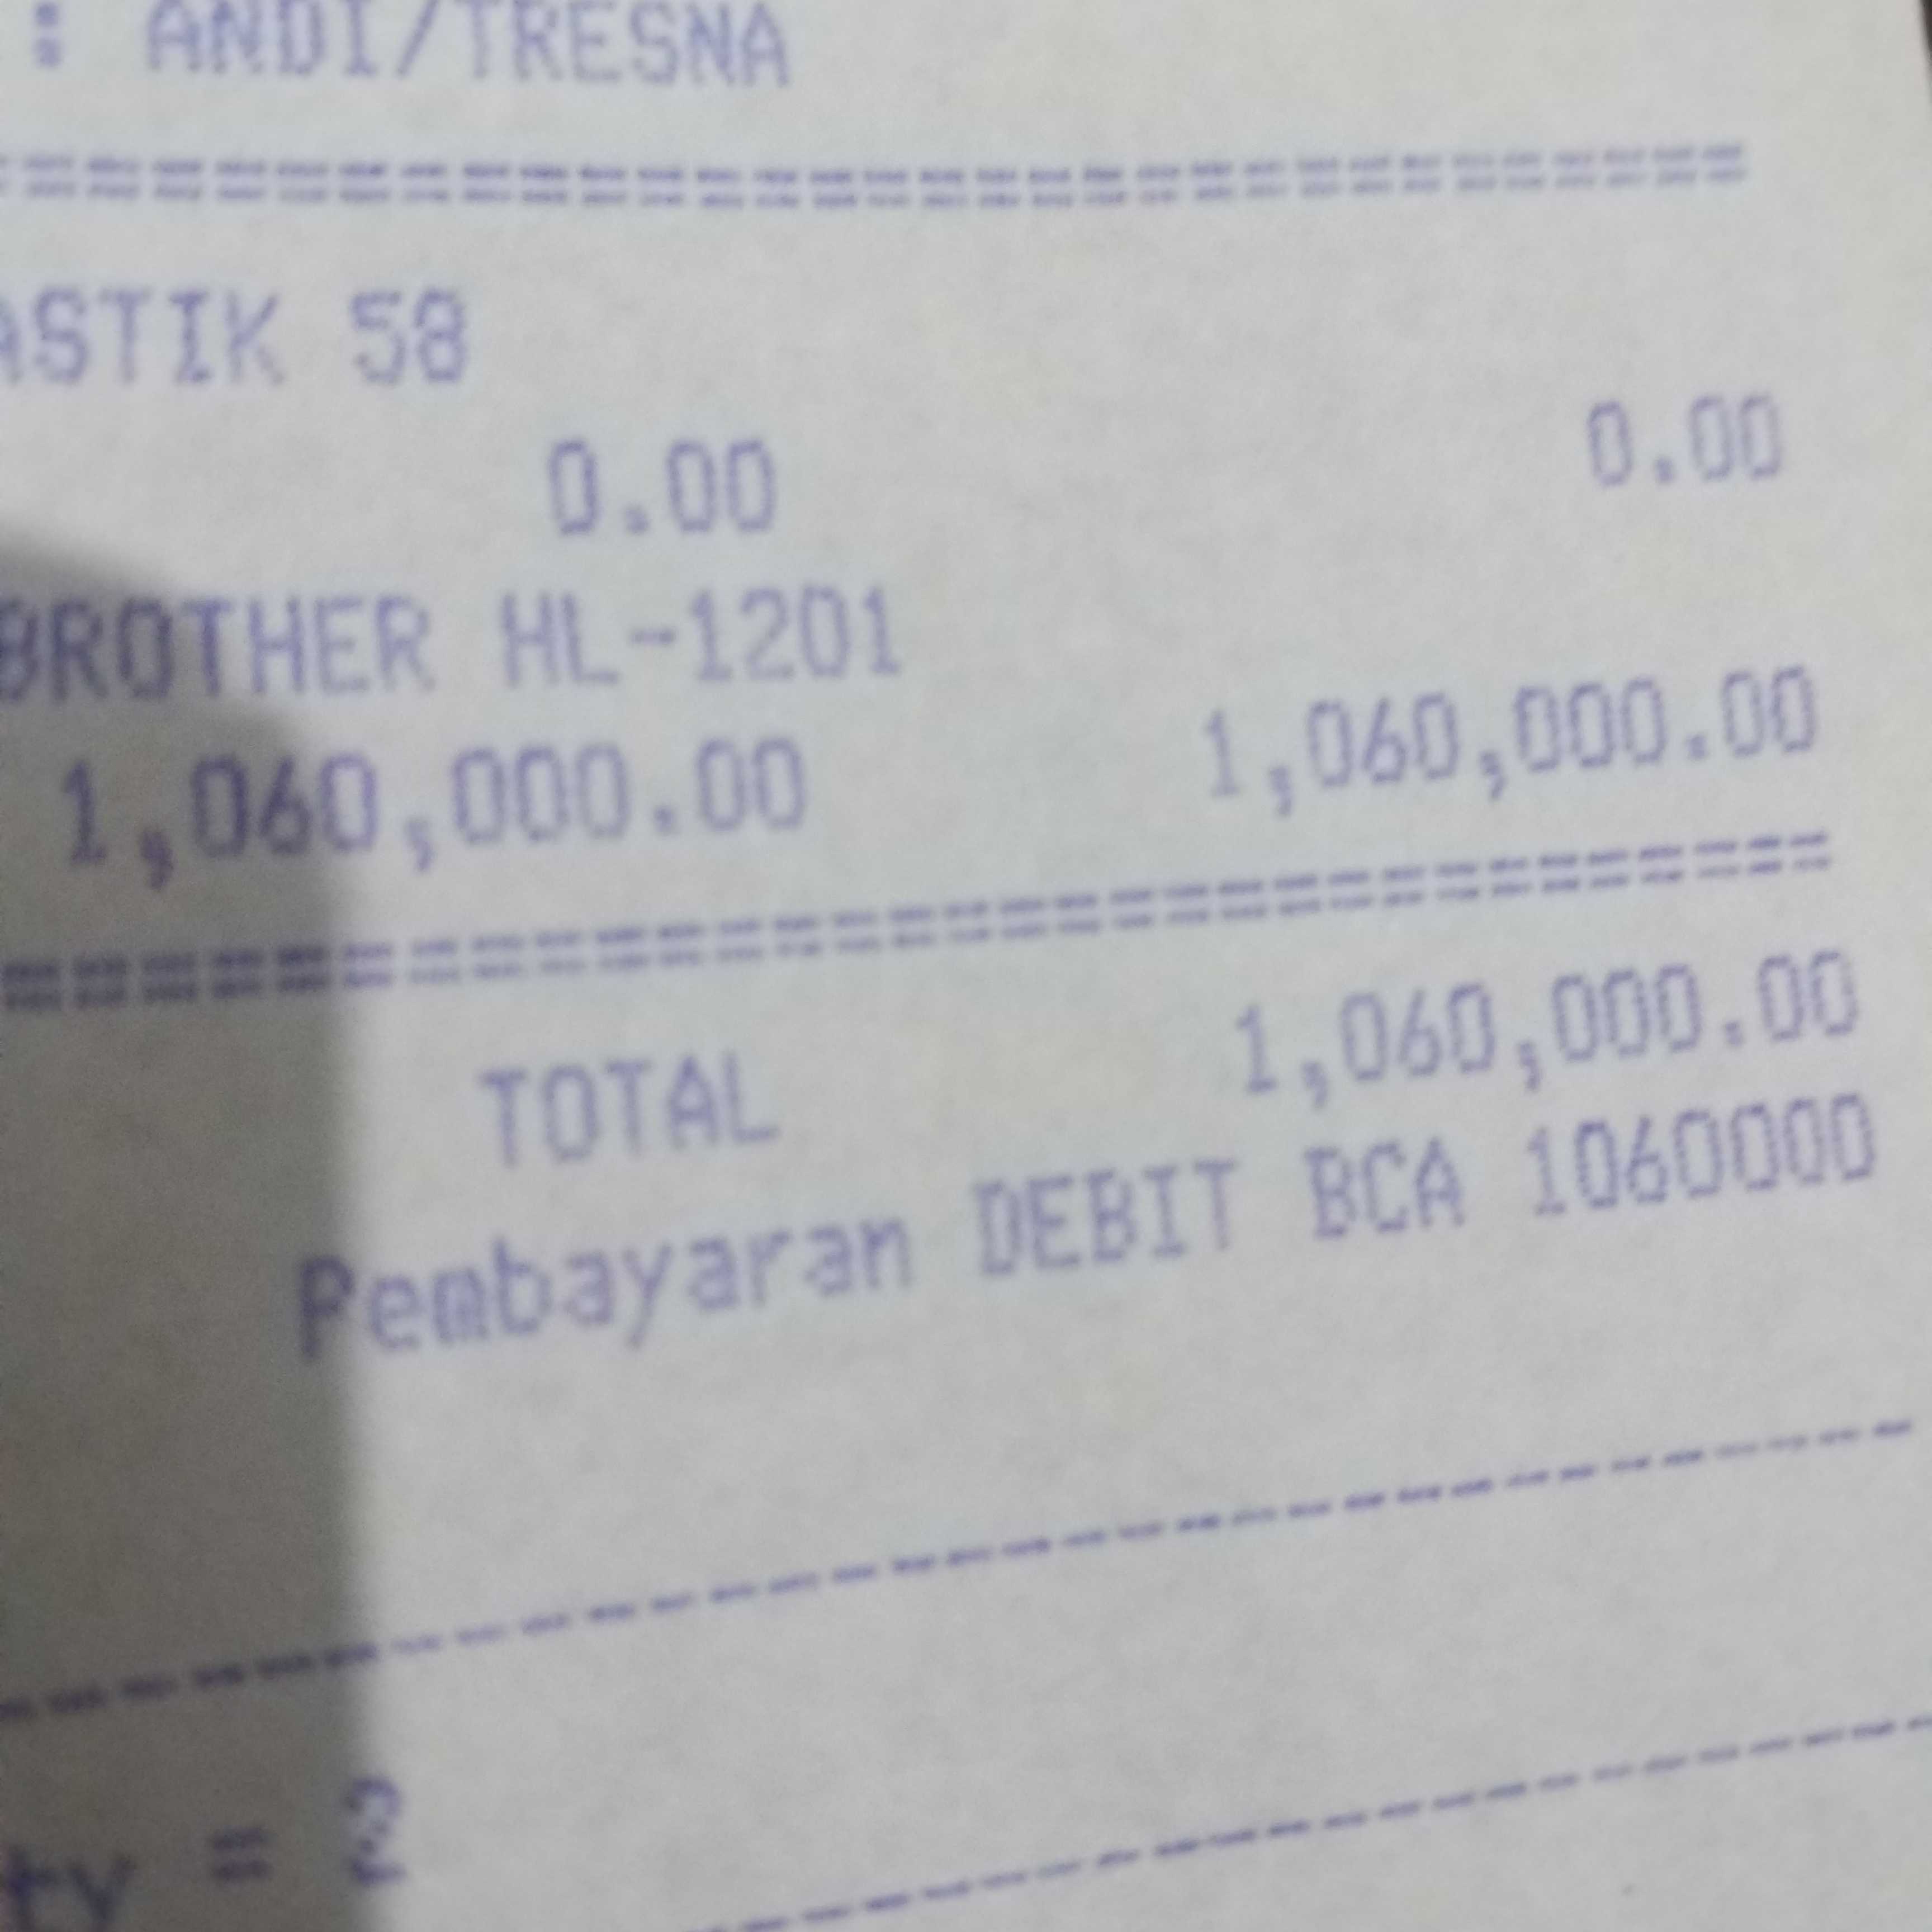 : ANDI/TRESNA
================================
ASTIK 58
0.00 0.00
BROTHER HL-1201
1,060,000.00 1,060,000.00
================================
TOTAL 1,060,000.00
Pembayaran DEBIT BCA 1060000
--------------------------------
ty = 2
--------------------------------